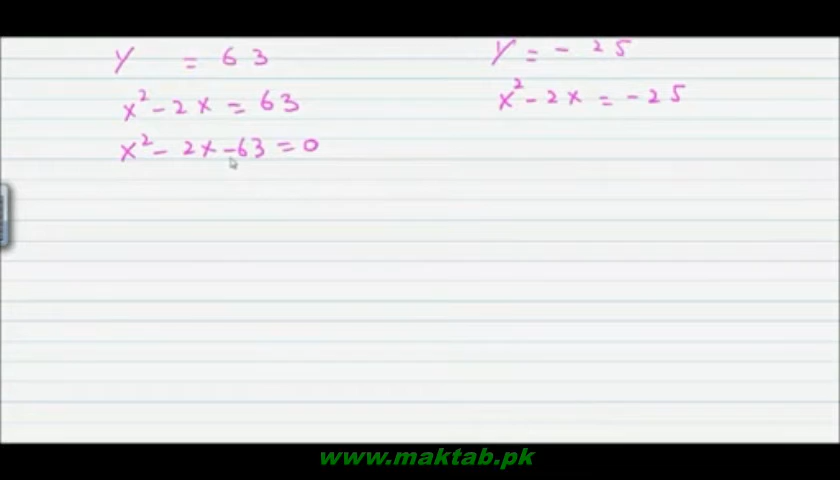 y = 63
x² - 2x = 63
x² - 2x - 63 = 0
y = - 25
x² - 2x = - 25
www.maktab.pk